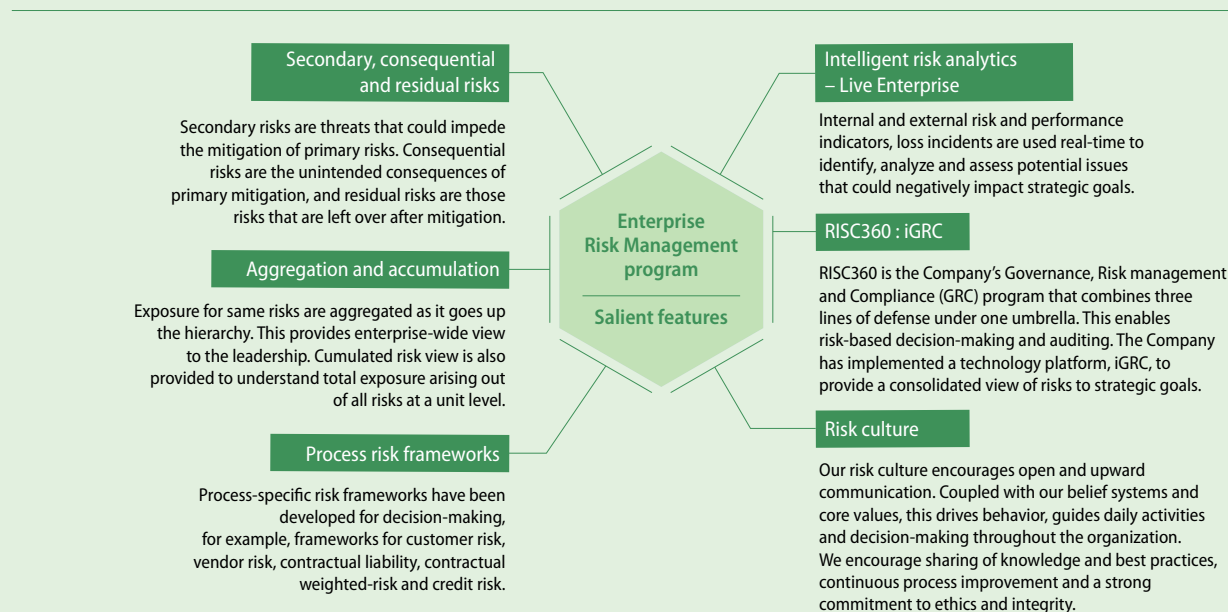 Secondary, consequential
and residual risks
Secondary risks are threats that could impede
the mitigation of primary risks. Consequential
risks are the unintended consequences of
primary mitigation, and residual risks are those
risks that are left over after mitigation.
Aggregation and accumulation
Exposure for same risks are aggregated as it goes up
the hierarchy. This provides enterprise-wide view
to the leadership. Cumulated risk view is also
provided to understand total exposure arising out
of all risks at a unit level.
Process risk frameworks
Process-specific risk frameworks have been
developed for decision-making,
for example, frameworks for customer risk,
vendor risk, contractual liability, contractual
weighted-risk and credit risk.
Enterprise
Risk Management
program
Salient features
Intelligent risk analytics
– Live Enterprise
Internal and external risk and performance
indicators, loss incidents are used real-time to
identify, analyze and assess potential issues
that could negatively impact strategic goals.
RISC360 : iGRC
RISC360 is the Company’s Governance, Risk management
and Compliance (GRC) program that combines three
lines of defense under one umbrella. This enables
risk-based decision-making and auditing. The Company
has implemented a technology platform, iGRC, to
provide a consolidated view of risks to strategic goals.
Risk culture
Our risk culture encourages open and upward
communication. Coupled with our belief systems and
core values, this drives behavior, guides daily activities
and decision-making throughout the organization.
We encourage sharing of knowledge and best practices,
continuous process improvement and a strong
commitment to ethics and integrity.